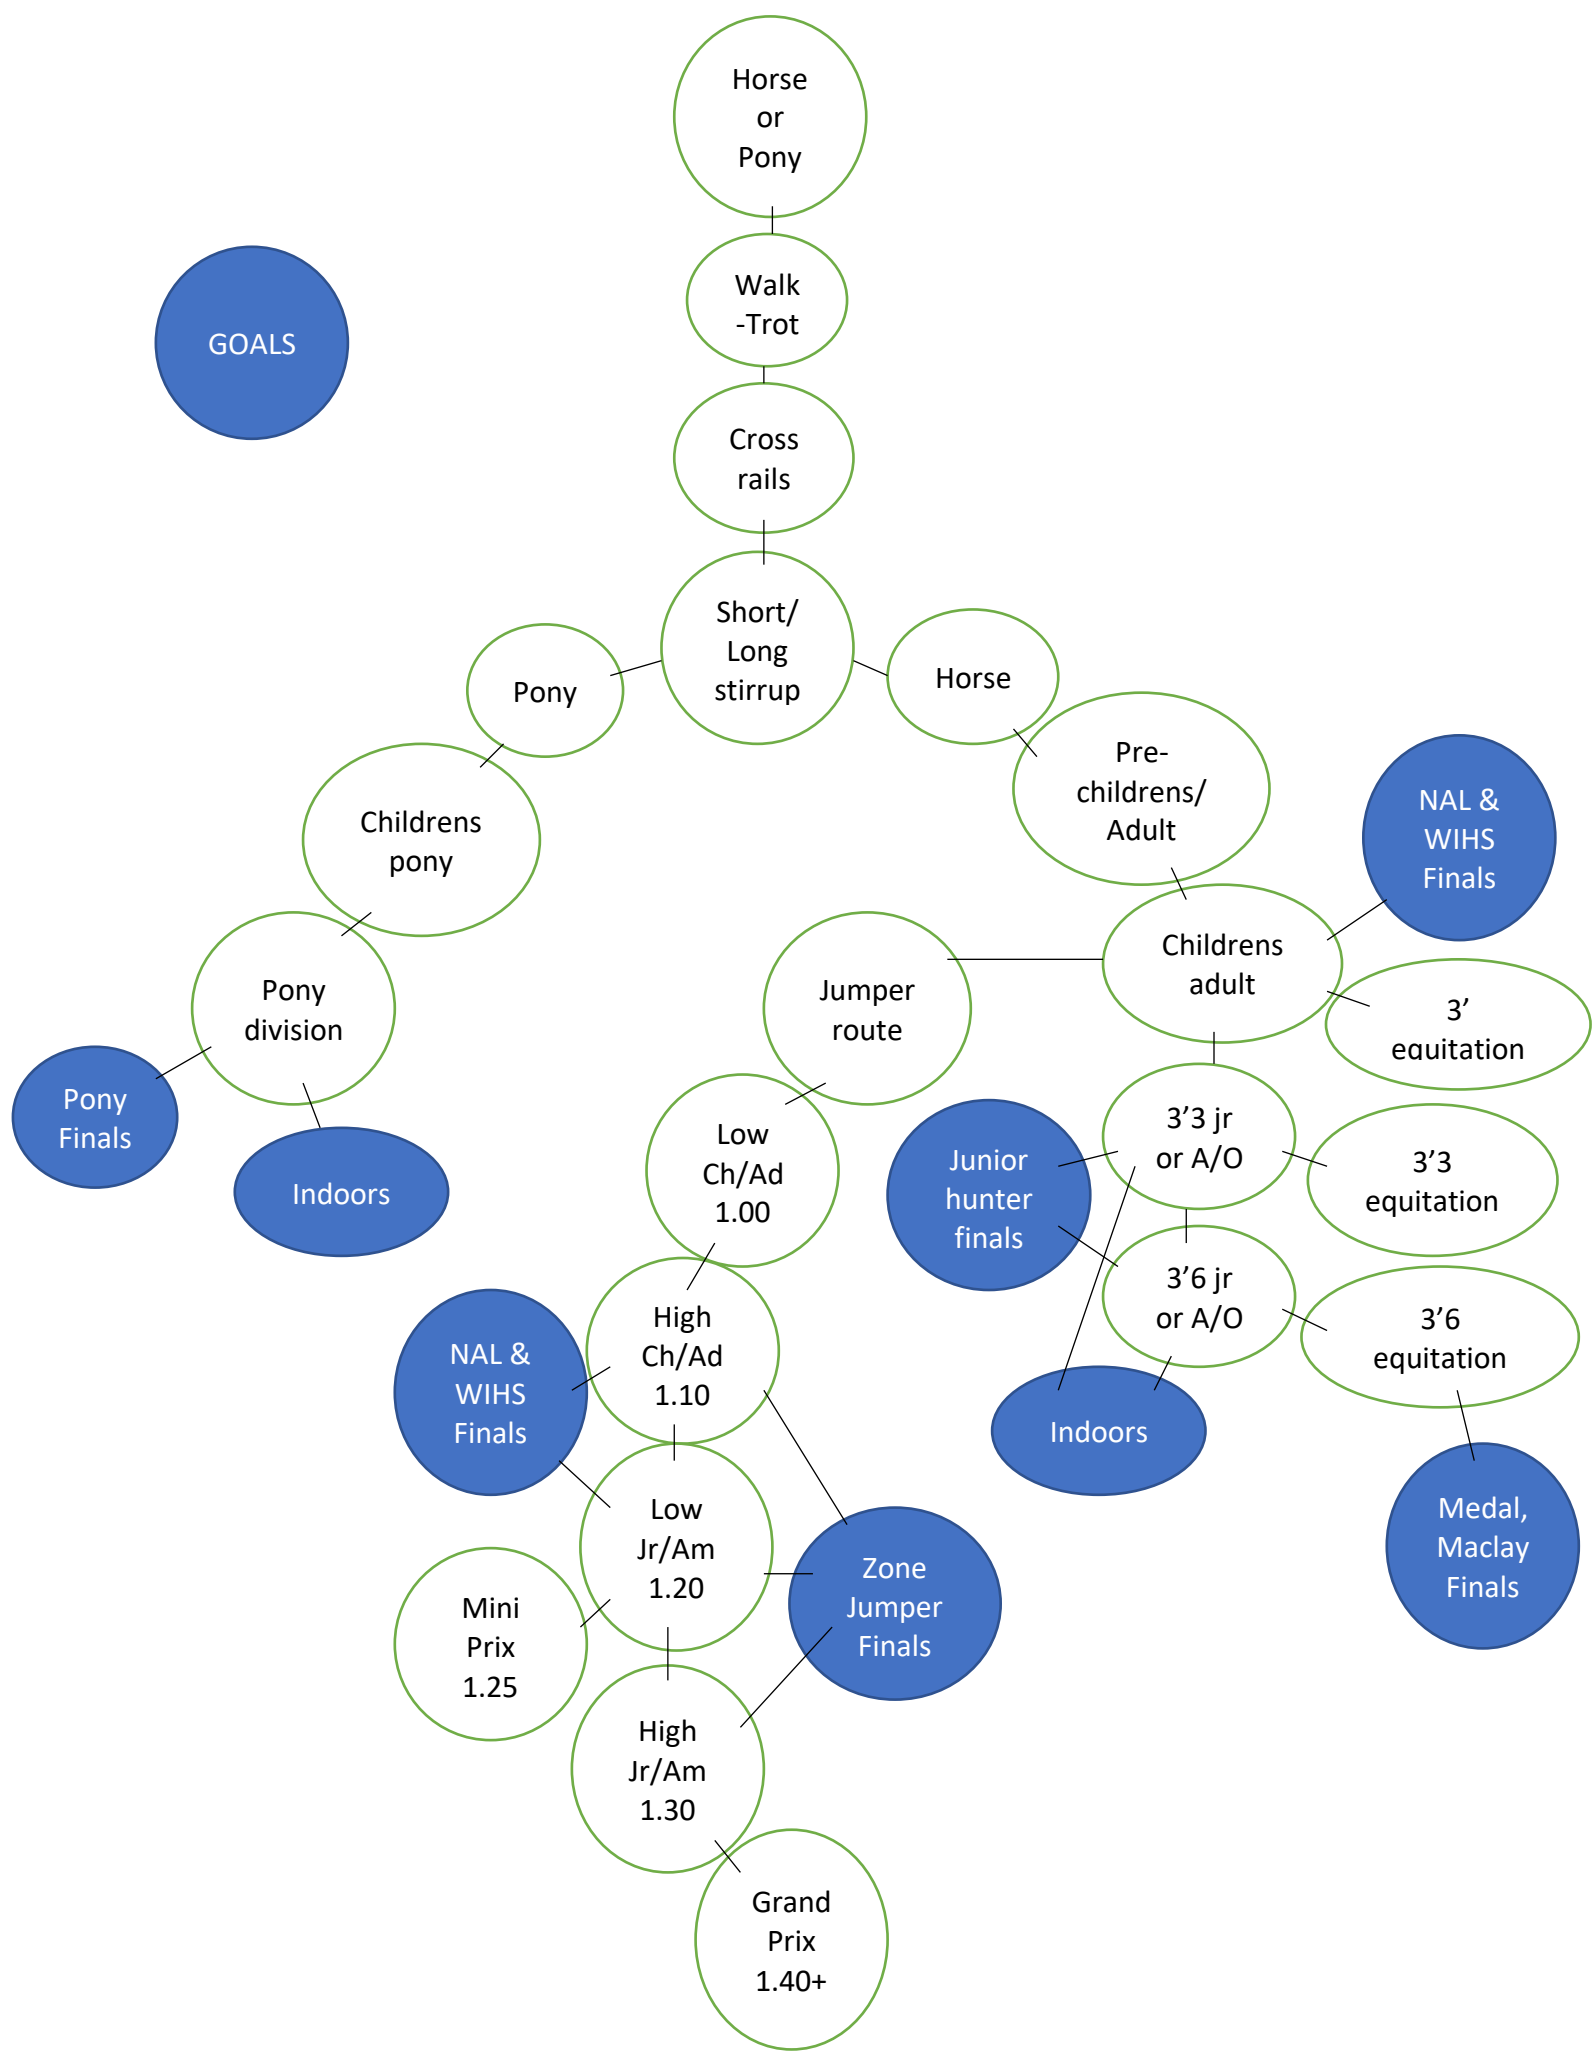 Horse
or
Pony
Walk
-Trot
GOALS
Cross
rails
Short/
Long
stirrup
Pony
Horse
Childrens
pony
Pre-
childrens/
Adult
NAL &
WIHS
Finals
Pony
division
Jumper
route
Childrens
adult
3'
equitation
Pony
Finals
Indoors
Low
Ch/Ad
1.00
Junior
hunter
finals
3'3 jr
or A/O
3'3
equitation
NAL &
WIHS
Finals
High
Ch/Ad
1.10
3'6 jr
or A/O
3'6
equitation
Indoors
Low
Jr/Am
1.20
Mini
Prix
1.25
Zone
Jumper
Finals
Medal,
Maclay
Finals
High
Jr/Am
1.30
Grand
Prix
1.40+